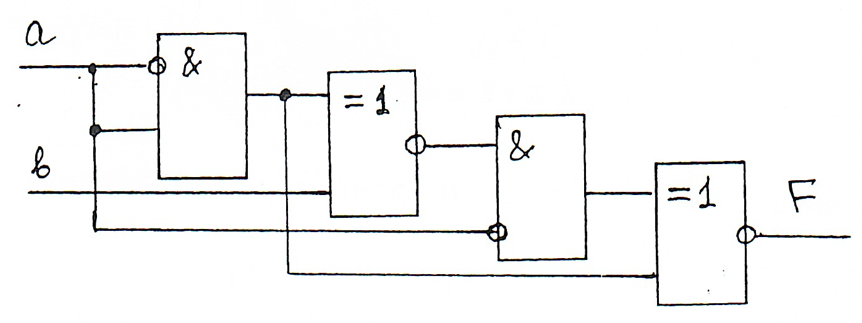 a
&
= 1
b
&
= 1
F